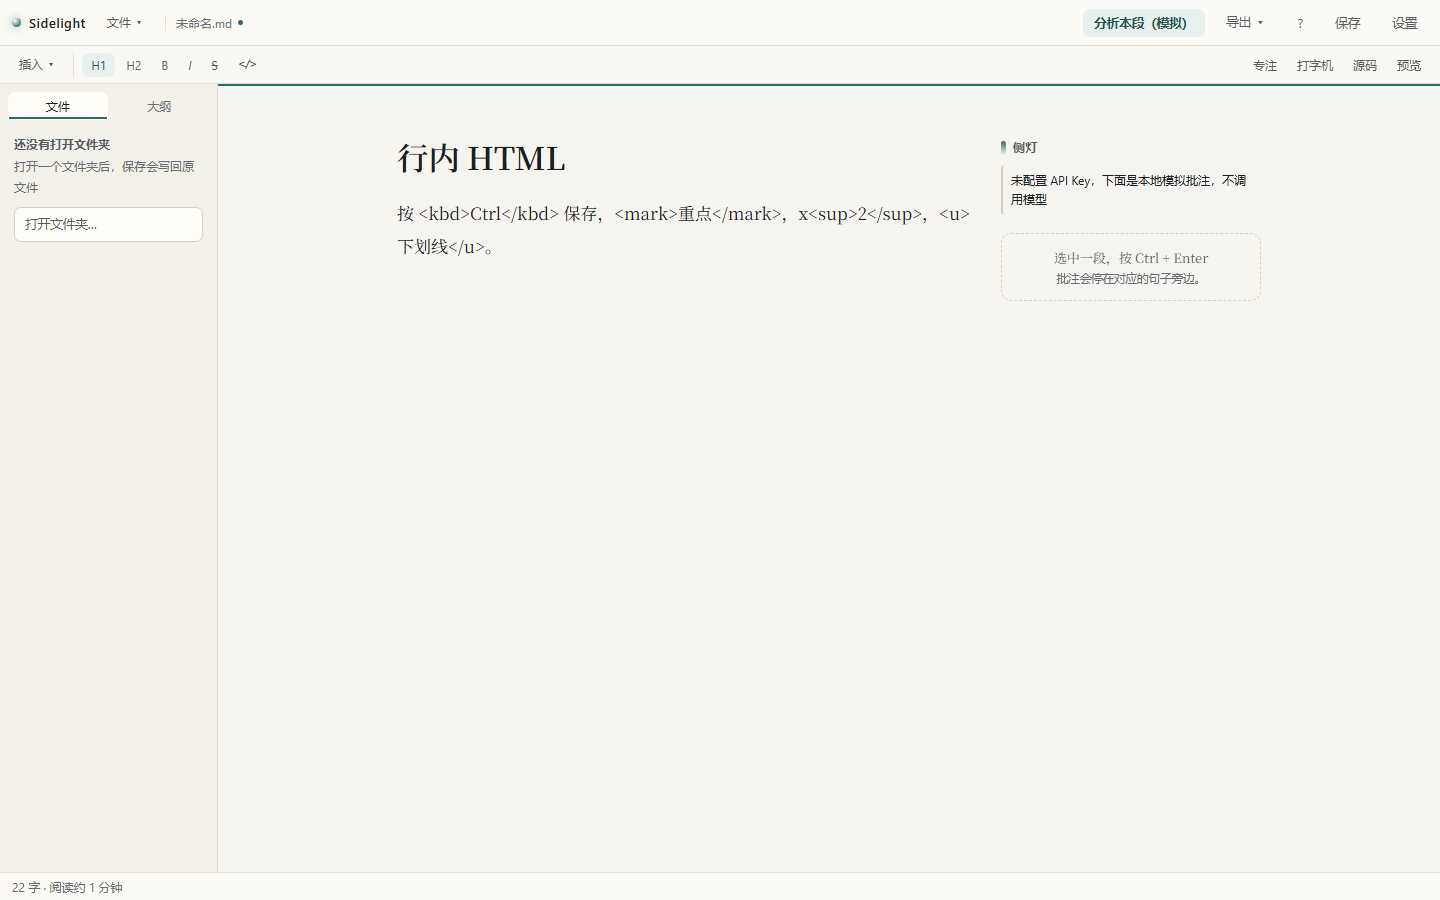 Sidelight 文件 未命名.md 分析本段（模拟） 导出 ? 保存 设置
插入 H1 H2 B I S </> 专注 打字机 源码 预览
文件 大纲
还没有打开文件夹
打开一个文件夹后，保存会写回原
文件
打开文件夹...
行内 HTML
按 <kbd>Ctrl</kbd> 保存，<mark>重点</mark>，x<sup>2</sup>，<u>
下划线</u>。
侧灯
未配置 API Key，下面是本地模拟批注，不调
用模型
选中一段，按 Ctrl + Enter
批注会停在对应的句子旁边。
22 字 · 阅读约 1 分钟